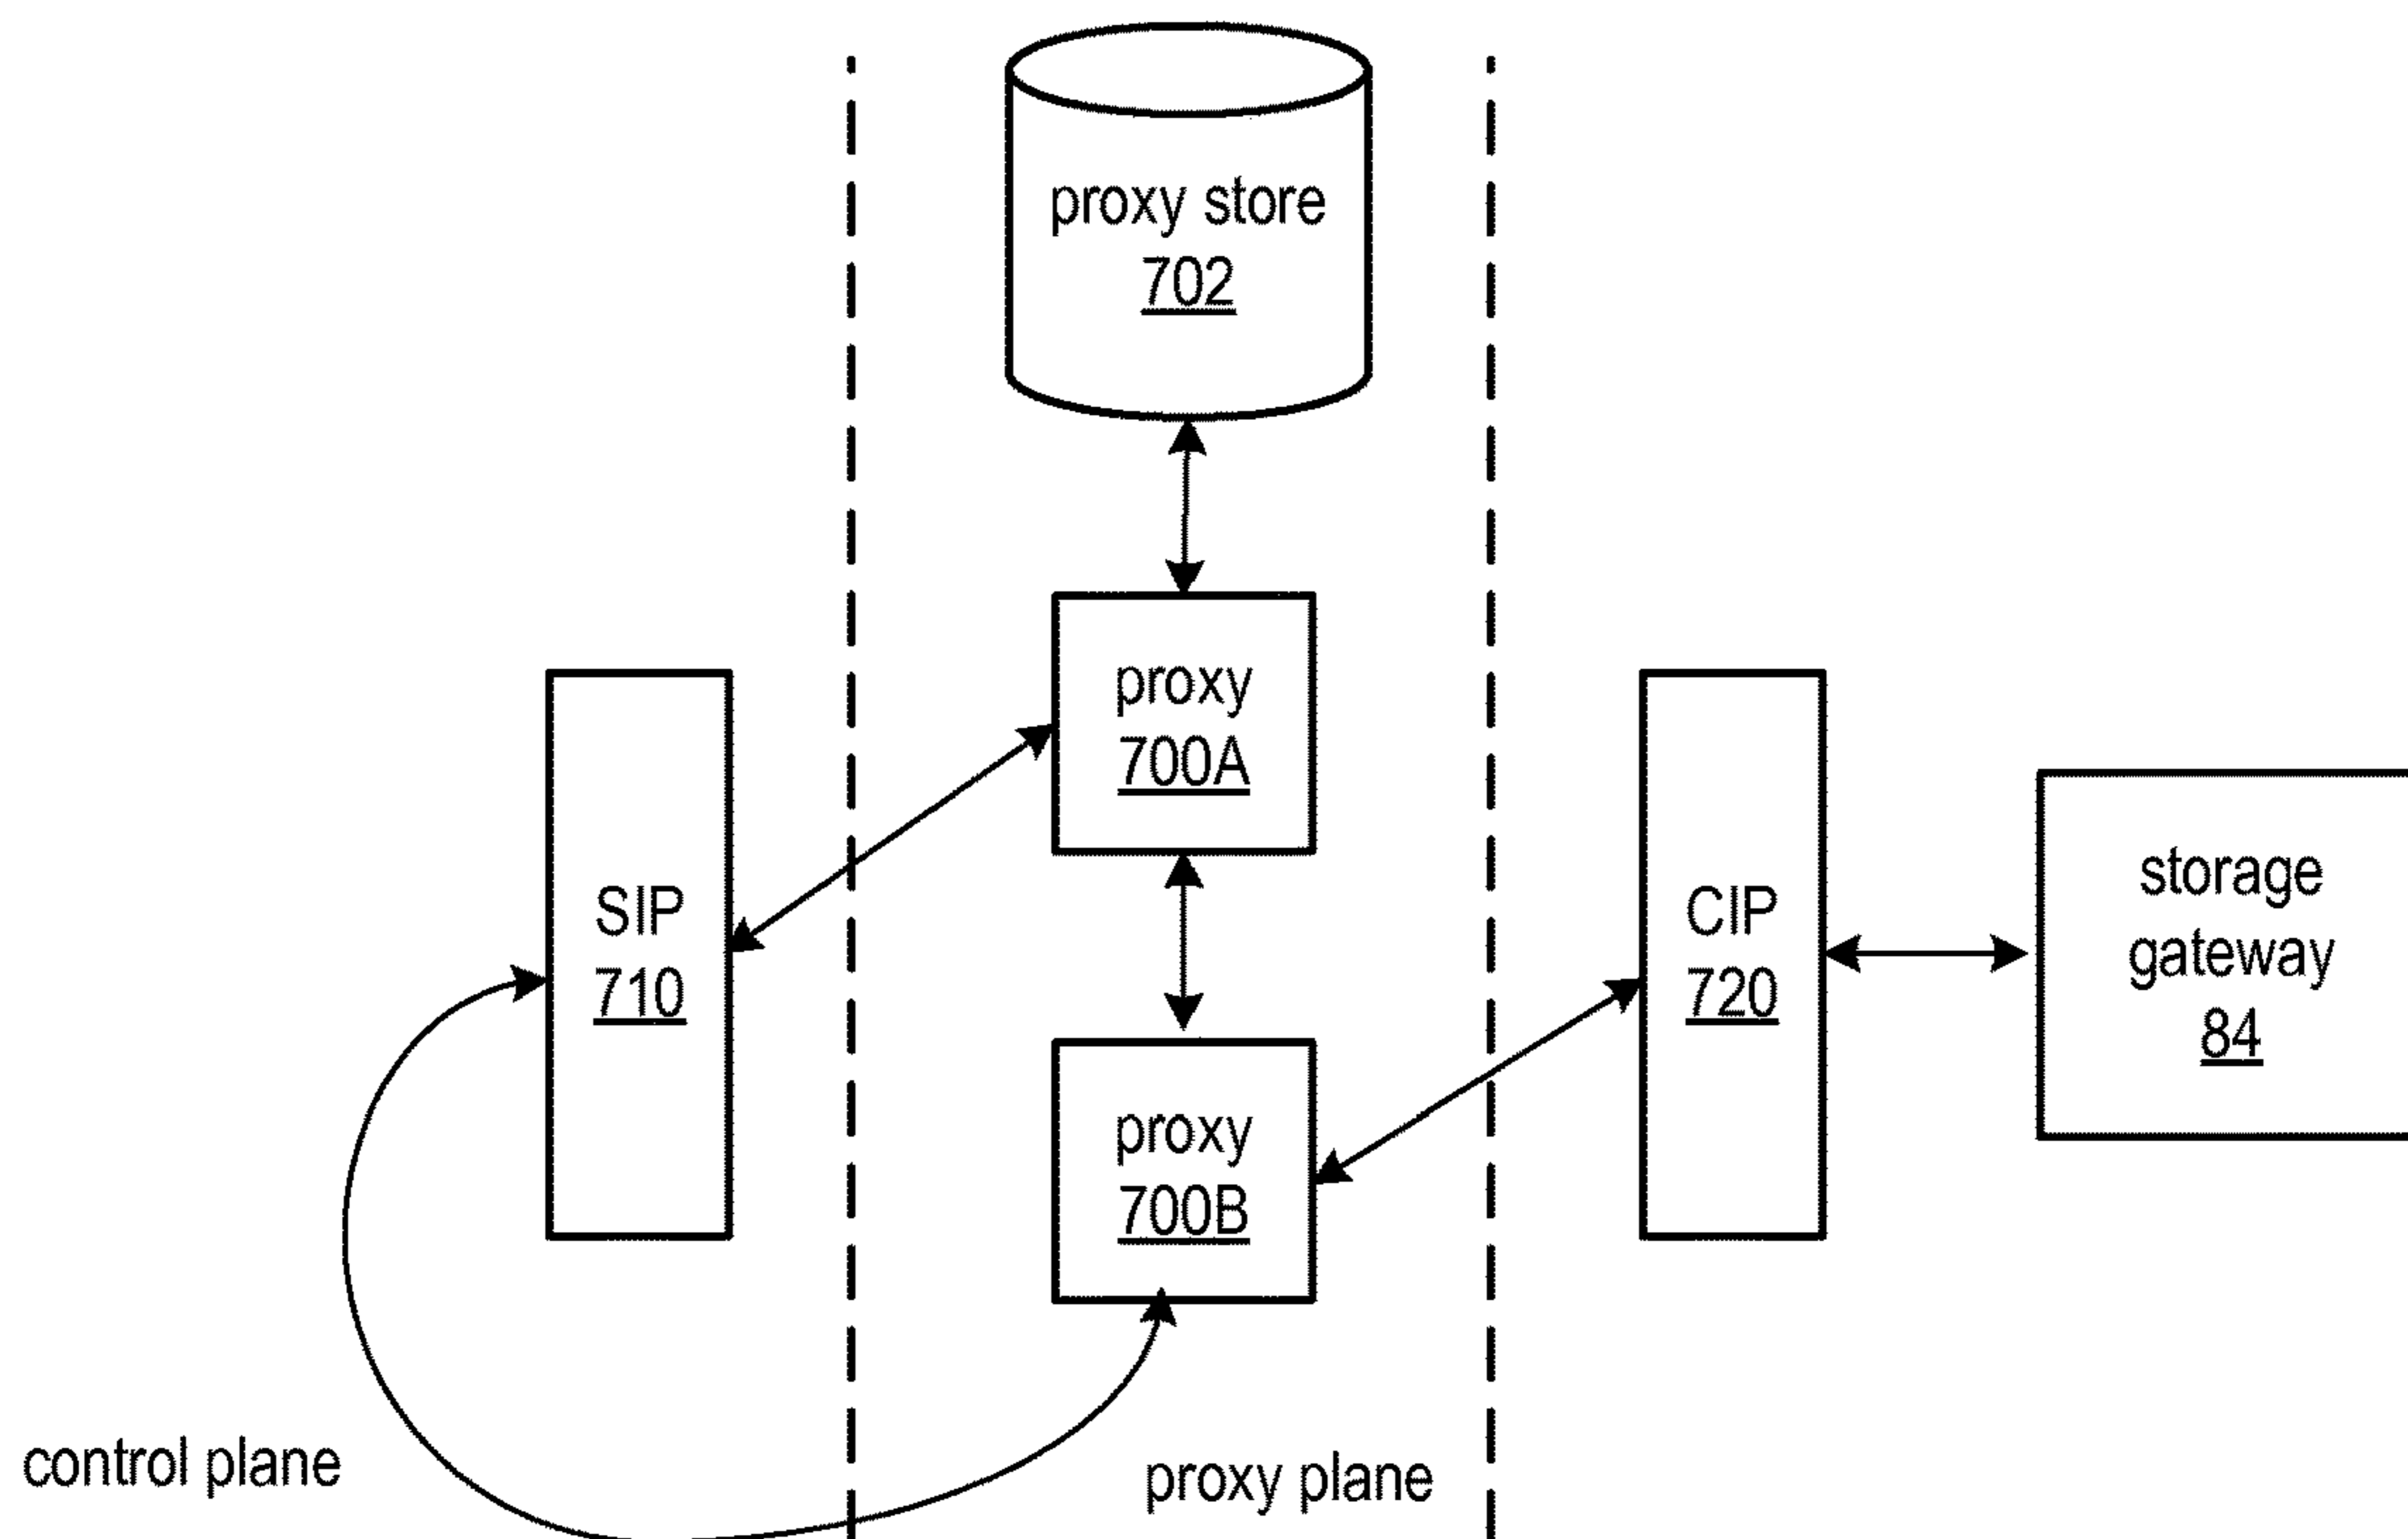 proxy store
702
proxy
700A
SIP
710
CIP
720
storage
gateway
84
proxy
700B
control plane
proxy plane